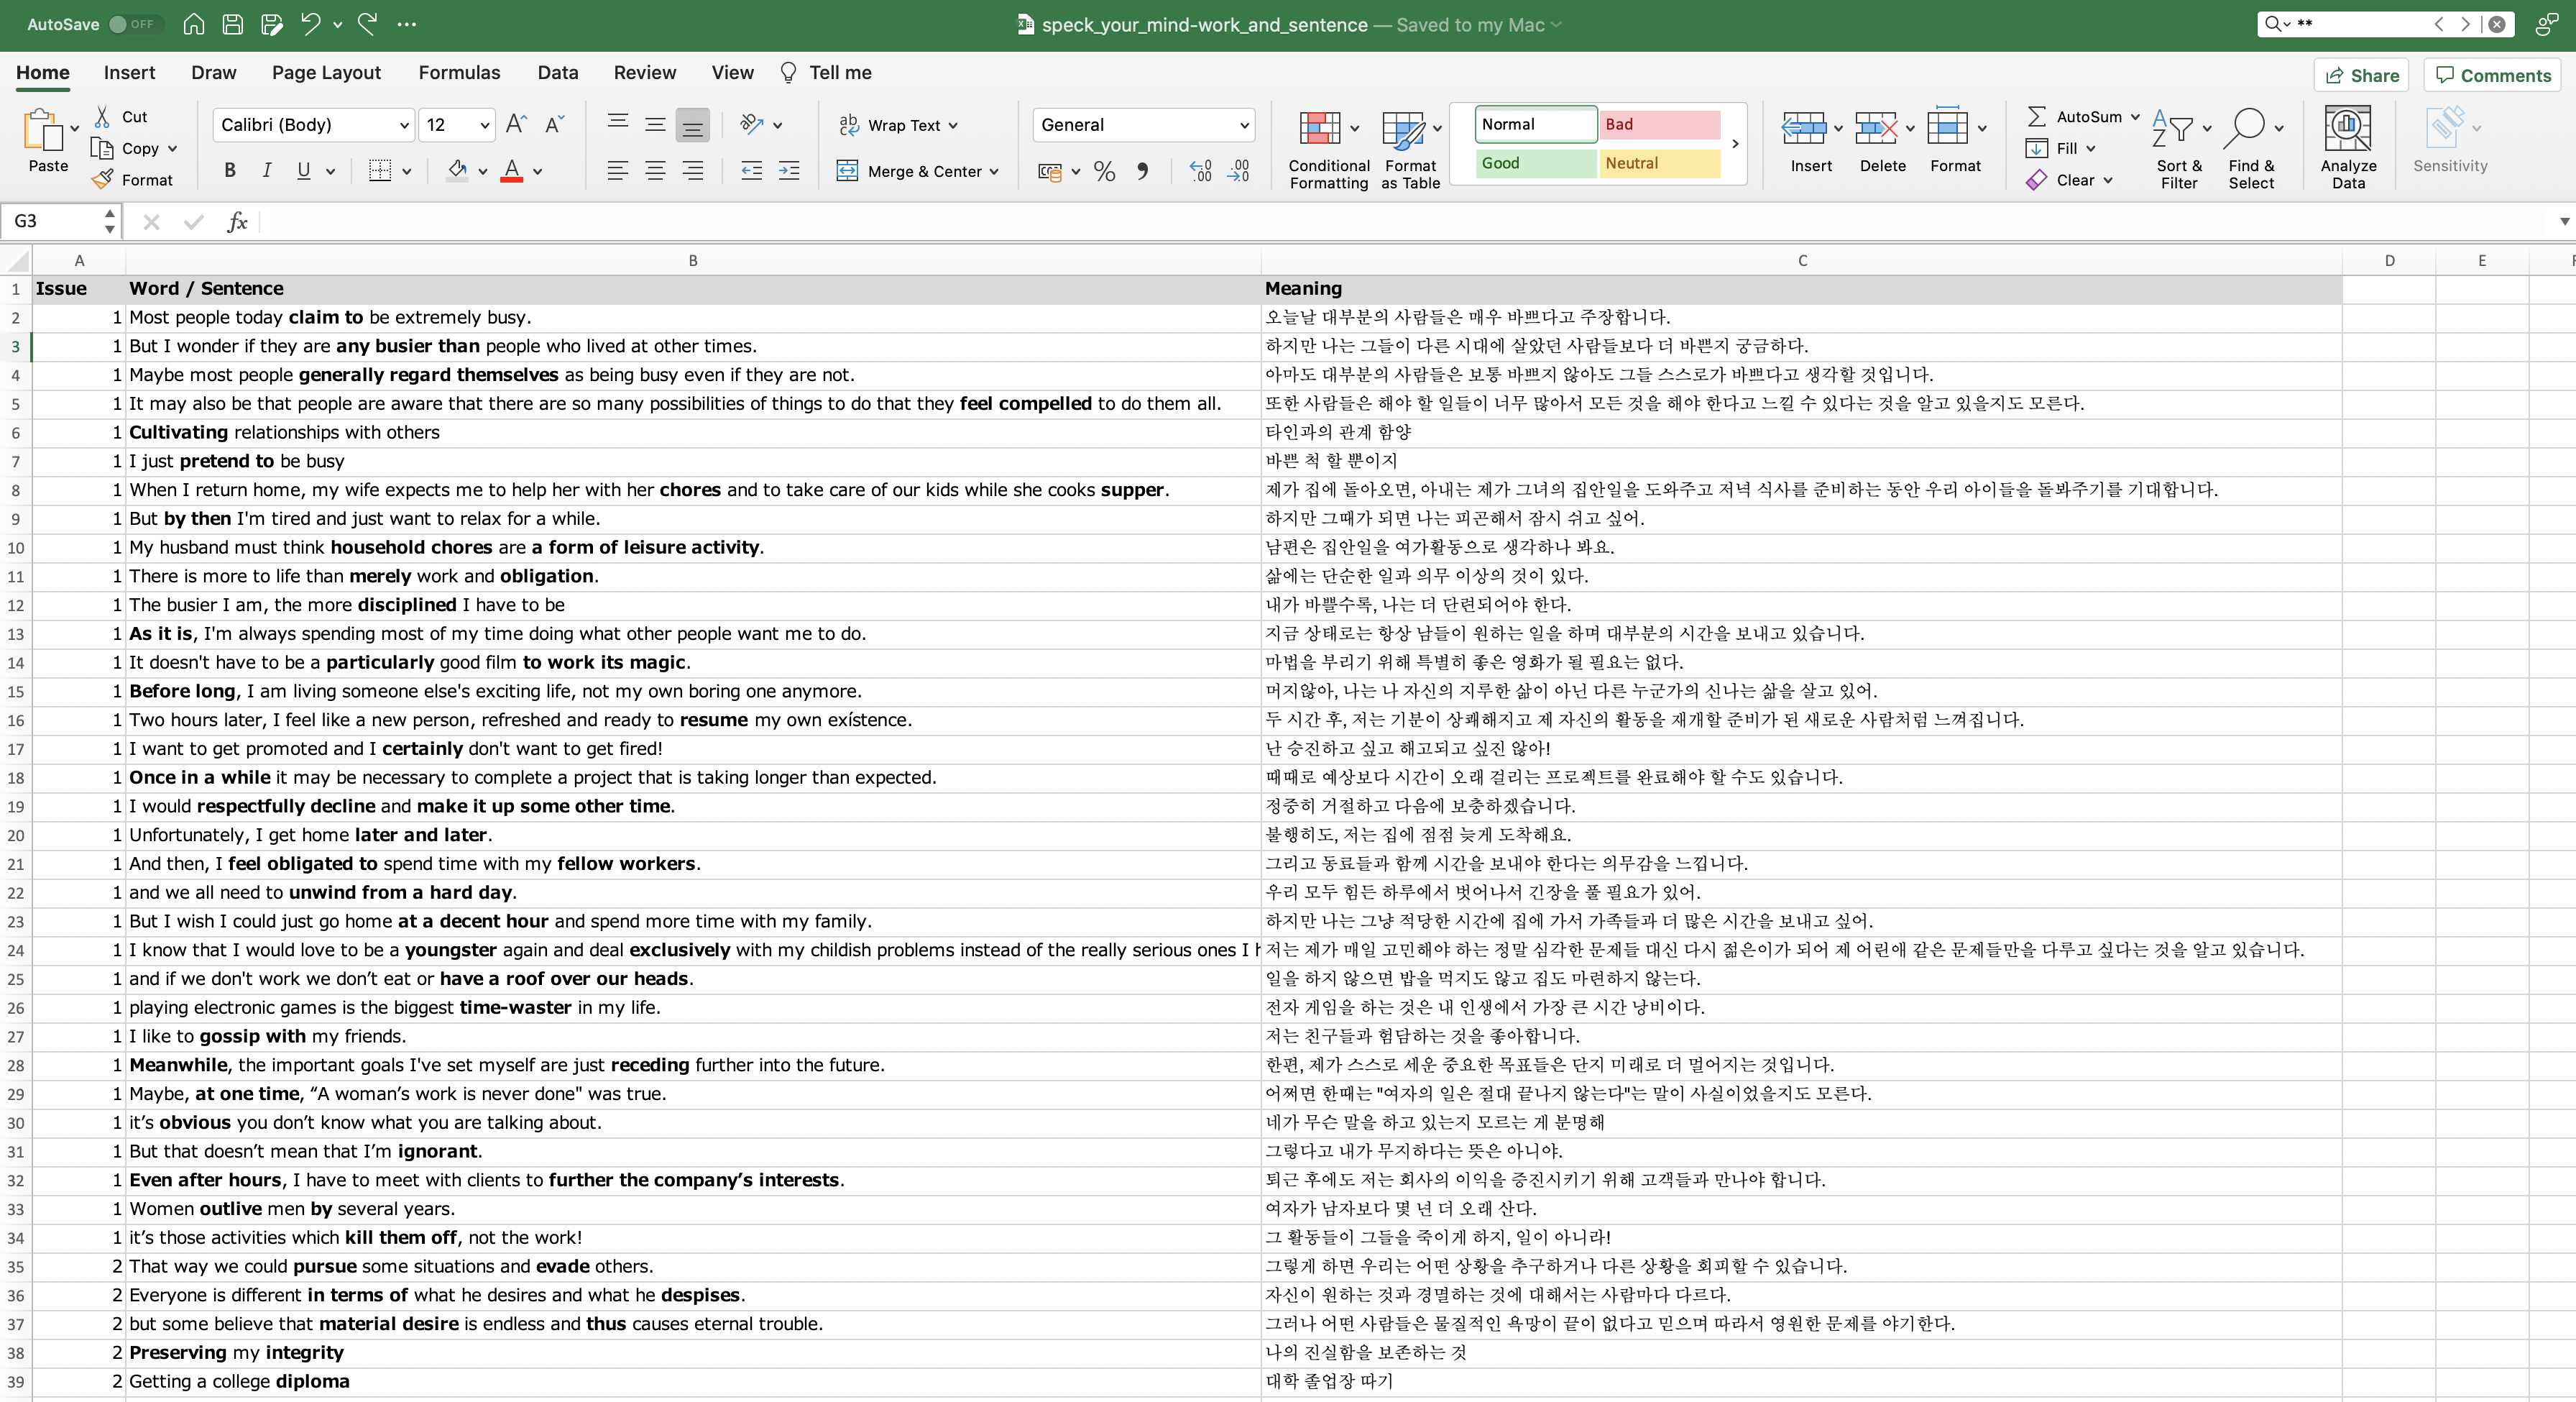 AutoSave OFF speck_your_mind-work_and_sentence — Saved to my Mac **
Home Insert Draw Page Layout Formulas Data Review View Tell me Share Comments
Paste Cut Copy Format Calibri (Body) 12 Wrap Text Merge & Center General Conditional Formatting Format as Table Normal Bad Good Neutral Insert Delete Format AutoSum Fill Clear Sort & Filter Find & Select Analyze Data Sensitivity
G3 fx
A B C D E
1 Issue Word / Sentence Meaning
2 1 Most people today claim to be extremely busy. 오늘날 대부분의 사람들은 매우 바쁘다고 주장합니다.
3 1 But I wonder if they are any busier than people who lived at other times. 하지만 나는 그들이 다른 시대에 살았던 사람들보다 더 바쁜지 궁금하다.
4 1 Maybe most people generally regard themselves as being busy even if they are not. 아마도 대부분의 사람들은 보통 바쁘지 않아도 그들 스스로가 바쁘다고 생각할 것입니다.
5 1 It may also be that people are aware that there are so many possibilities of things to do that they feel compelled to do them all. 또한 사람들은 해야 할 일들이 너무 많아서 모든 것을 해야 한다고 느낄 수 있다는 것을 알고 있을지도 모른다.
6 1 Cultivating relationships with others 타인과의 관계 함양
7 1 I just pretend to be busy 바쁜 척 할 뿐이지
8 1 When I return home, my wife expects me to help her with her chores and to take care of our kids while she cooks supper. 제가 집에 돌아오면, 아내는 제가 그녀의 집안일을 도와주고 저녁 식사를 준비하는 동안 우리 아이들을 돌봐주기를 기대합니다.
9 1 But by then I'm tired and just want to relax for a while. 하지만 그때가 되면 나는 피곤해서 잠시 쉬고 싶어.
10 1 My husband must think household chores are a form of leisure activity. 남편은 집안일을 여가활동으로 생각하나 봐요.
11 1 There is more to life than merely work and obligation. 삶에는 단순한 일과 의무 이상의 것이 있다.
12 1 The busier I am, the more disciplined I have to be 내가 바쁠수록, 나는 더 단련되어야 한다.
13 1 As it is, I'm always spending most of my time doing what other people want me to do. 지금 상태로는 항상 남들이 원하는 일을 하며 대부분의 시간을 보내고 있습니다.
14 1 It doesn't have to be a particularly good film to work its magic. 마법을 부리기 위해 특별히 좋은 영화가 될 필요는 없다.
15 1 Before long, I am living someone else's exciting life, not my own boring one anymore. 머지않아, 나는 나 자신의 지루한 삶이 아닌 다른 누군가의 신나는 삶을 살고 있어.
16 1 Two hours later, I feel like a new person, refreshed and ready to resume my own exístence. 두 시간 후, 저는 기분이 상쾌해지고 제 자신의 활동을 재개할 준비가 된 새로운 사람처럼 느껴집니다.
17 1 I want to get promoted and I certainly don't want to get fired! 난 승진하고 싶고 해고되고 싶진 않아!
18 1 Once in a while it may be necessary to complete a project that is taking longer than expected. 때때로 예상보다 시간이 오래 걸리는 프로젝트를 완료해야 할 수도 있습니다.
19 1 I would respectfully decline and make it up some other time. 정중히 거절하고 다음에 보충하겠습니다.
20 1 Unfortunately, I get home later and later. 불행히도, 저는 집에 점점 늦게 도착해요.
21 1 And then, I feel obligated to spend time with my fellow workers. 그리고 동료들과 함께 시간을 보내야 한다는 의무감을 느낍니다.
22 1 and we all need to unwind from a hard day. 우리 모두 힘든 하루에서 벗어나서 긴장을 풀 필요가 있어.
23 1 But I wish I could just go home at a decent hour and spend more time with my family. 하지만 나는 그냥 적당한 시간에 집에 가서 가족들과 더 많은 시간을 보내고 싶어.
24 1 I know that I would love to be a youngster again and deal exclusively with my childish problems instead of the really serious ones I h 저는 제가 매일 고민해야 하는 정말 심각한 문제들 대신 다시 젊은이가 되어 제 어린애 같은 문제들만을 다루고 싶다는 것을 알고 있습니다.
25 1 and if we don't work we don’t eat or have a roof over our heads. 일을 하지 않으면 밥을 먹지도 않고 집도 마련하지 않는다.
26 1 playing electronic games is the biggest time-waster in my life. 전자 게임을 하는 것은 내 인생에서 가장 큰 시간 낭비이다.
27 1 I like to gossip with my friends. 저는 친구들과 험담하는 것을 좋아합니다.
28 1 Meanwhile, the important goals I've set myself are just receding further into the future. 한편, 제가 스스로 세운 중요한 목표들은 단지 미래로 더 멀어지는 것입니다.
29 1 Maybe, at one time, “A woman’s work is never done" was true. 어쩌면 한때는 "여자의 일은 절대 끝나지 않는다"는 말이 사실이었을지도 모른다.
30 1 it’s obvious you don’t know what you are talking about. 네가 무슨 말을 하고 있는지 모르는 게 분명해
31 1 But that doesn’t mean that I’m ignorant. 그렇다고 내가 무지하다는 뜻은 아니야.
32 1 Even after hours, I have to meet with clients to further the company’s interests. 퇴근 후에도 저는 회사의 이익을 증진시키기 위해 고객들과 만나야 합니다.
33 1 Women outlive men by several years. 여자가 남자보다 몇 년 더 오래 산다.
34 1 it’s those activities which kill them off, not the work! 그 활동들이 그들을 죽이게 하지, 일이 아니라!
35 2 That way we could pursue some situations and evade others. 그렇게 하면 우리는 어떤 상황을 추구하거나 다른 상황을 회피할 수 있습니다.
36 2 Everyone is different in terms of what he desires and what he despises. 자신이 원하는 것과 경멸하는 것에 대해서는 사람마다 다르다.
37 2 but some believe that material desire is endless and thus causes eternal trouble. 그러나 어떤 사람들은 물질적인 욕망이 끝이 없다고 믿으며 따라서 영원한 문제를 야기한다.
38 2 Preserving my integrity 나의 진실함을 보존하는 것
39 2 Getting a college diploma 대학 졸업장 따기